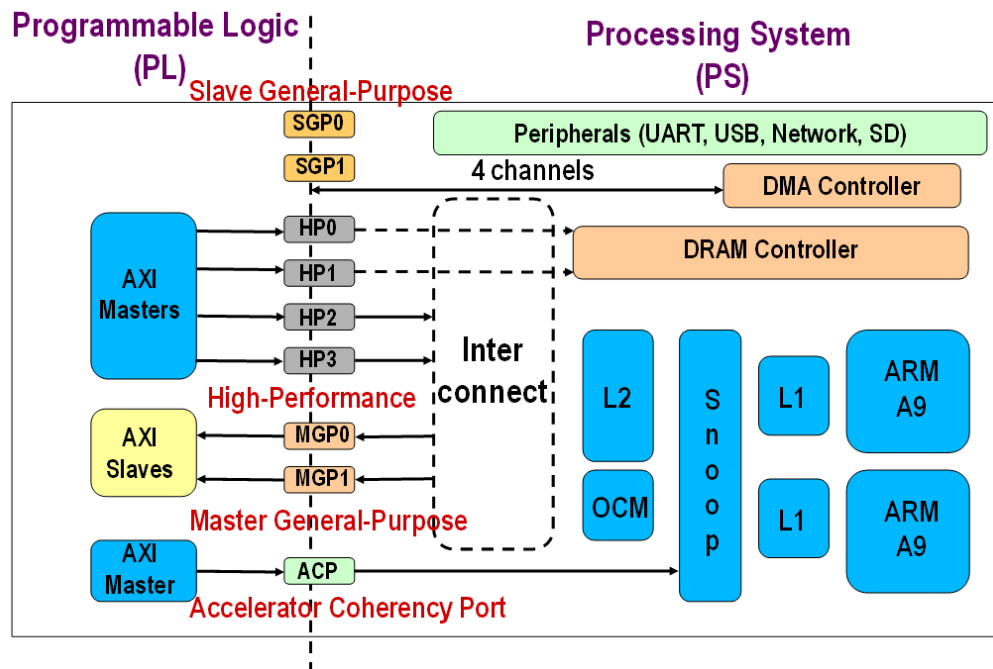 Programmable Logic
(PL)
Processing System
(PS)
Slave General-Purpose
SGP0
SGP1
Peripherals (UART, USB, Network, SD)
4 channels
DMA Controller
AXI
Masters
HP0
HP1
HP2
HP3
DRAM Controller
Inter
connect
High-Performance
AXI
Slaves
MGP0
MGP1
Master General-Purpose
L2
OCM
S
n
o
o
p
L1
L1
ARM
A9
ARM
A9
AXI
Master
ACP
Accelerator Coherency Port